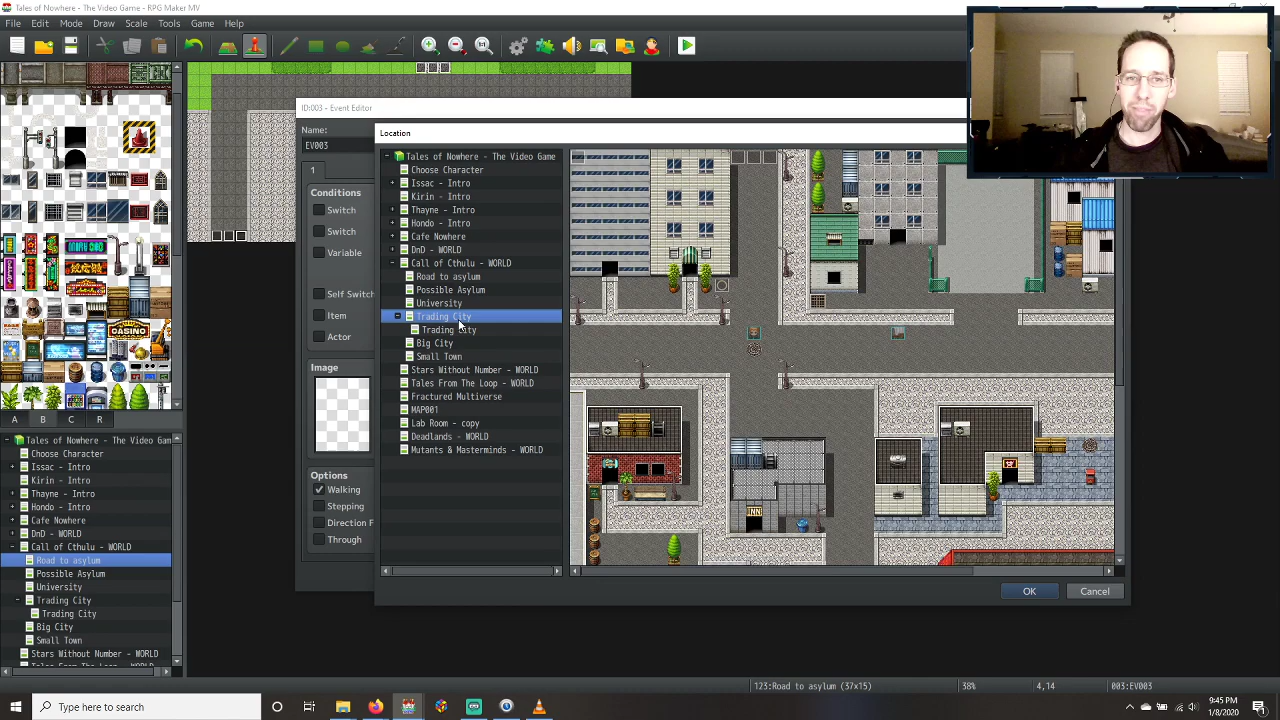 Tales of Nowhere - The Video Game - RPG Maker MV
File Edit Mode Draw Scale Tools Game Help
CASINO
A B C R
Tales of Nowhere - The Video Gam
Choose Character
Issac - Intro
Kirin - Intro
Thayne - Intro
Hondo - Intro
Cafe Nowhere
DnD - WORLD
Call of Cthulu - WORLD
Road to asylum
Possible Asylum
University
Trading City
Trading City
Big City
Small Town
Stars Without Number - WORLD
Tales From The Loop - WORLD
ID:003 - Event Editor
Name:
EV003
1
Conditions
Switch
Switch
Variable
Self Switch
Item
Actor
Image
Options
Walking
Stepping
Direction F
Through
Location
Tales of Nowhere - The Video Game
Choose Character
Issac - Intro
Kirin - Intro
Thayne - Intro
Hondo - Intro
Cafe Nowhere
DnD - WORLD
Call of Cthulu - WORLD
Road to asylum
Possible Asylum
University
Trading City
Trading City
Big City
Small Town
Stars Without Number - WORLD
Tales From The Loop - WORLD
Fractured Multiverse
MAP001
Lab Room - copy
Deadlands - WORLD
Mutants & Masterminds - WORLD
INN
OK Cancel
123:Road to asylum (37x15) 38% 4,14 003:EV003
Type here to search
9:45 PM
1/8/2020